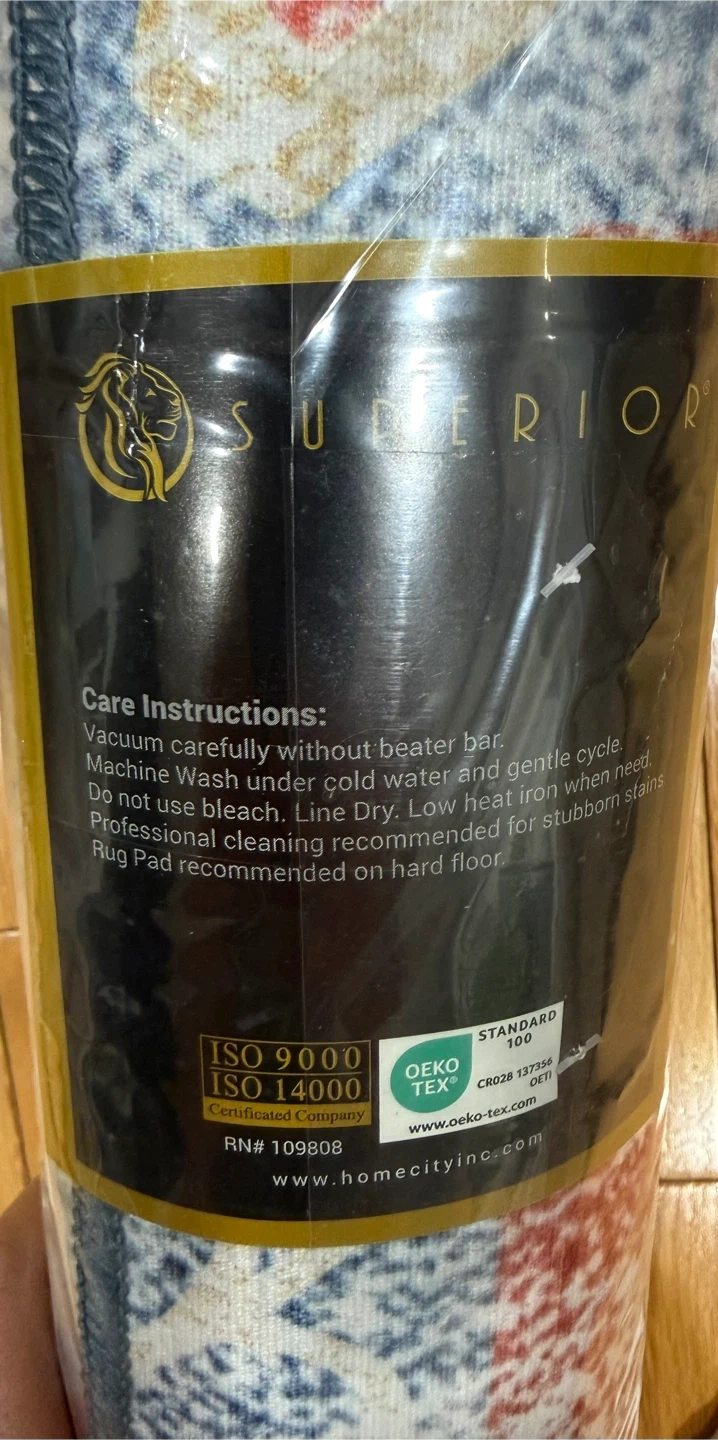 SUPERIOR®
Care Instructions:
Vacuum carefully without beater bar.
Machine Wash under cold water and gentle cycle.
Do not use bleach. Line Dry. Low heat iron when need.
Professional cleaning recommended for stubborn stains
Rug Pad recommended on hard floor.
ISO 9000
ISO 14000
Certificated Company
OEKO
TEX®
STANDARD
100
CR028 137356
OETI
www.oeko-tex.com
RN# 109808
www.homecityinc.com